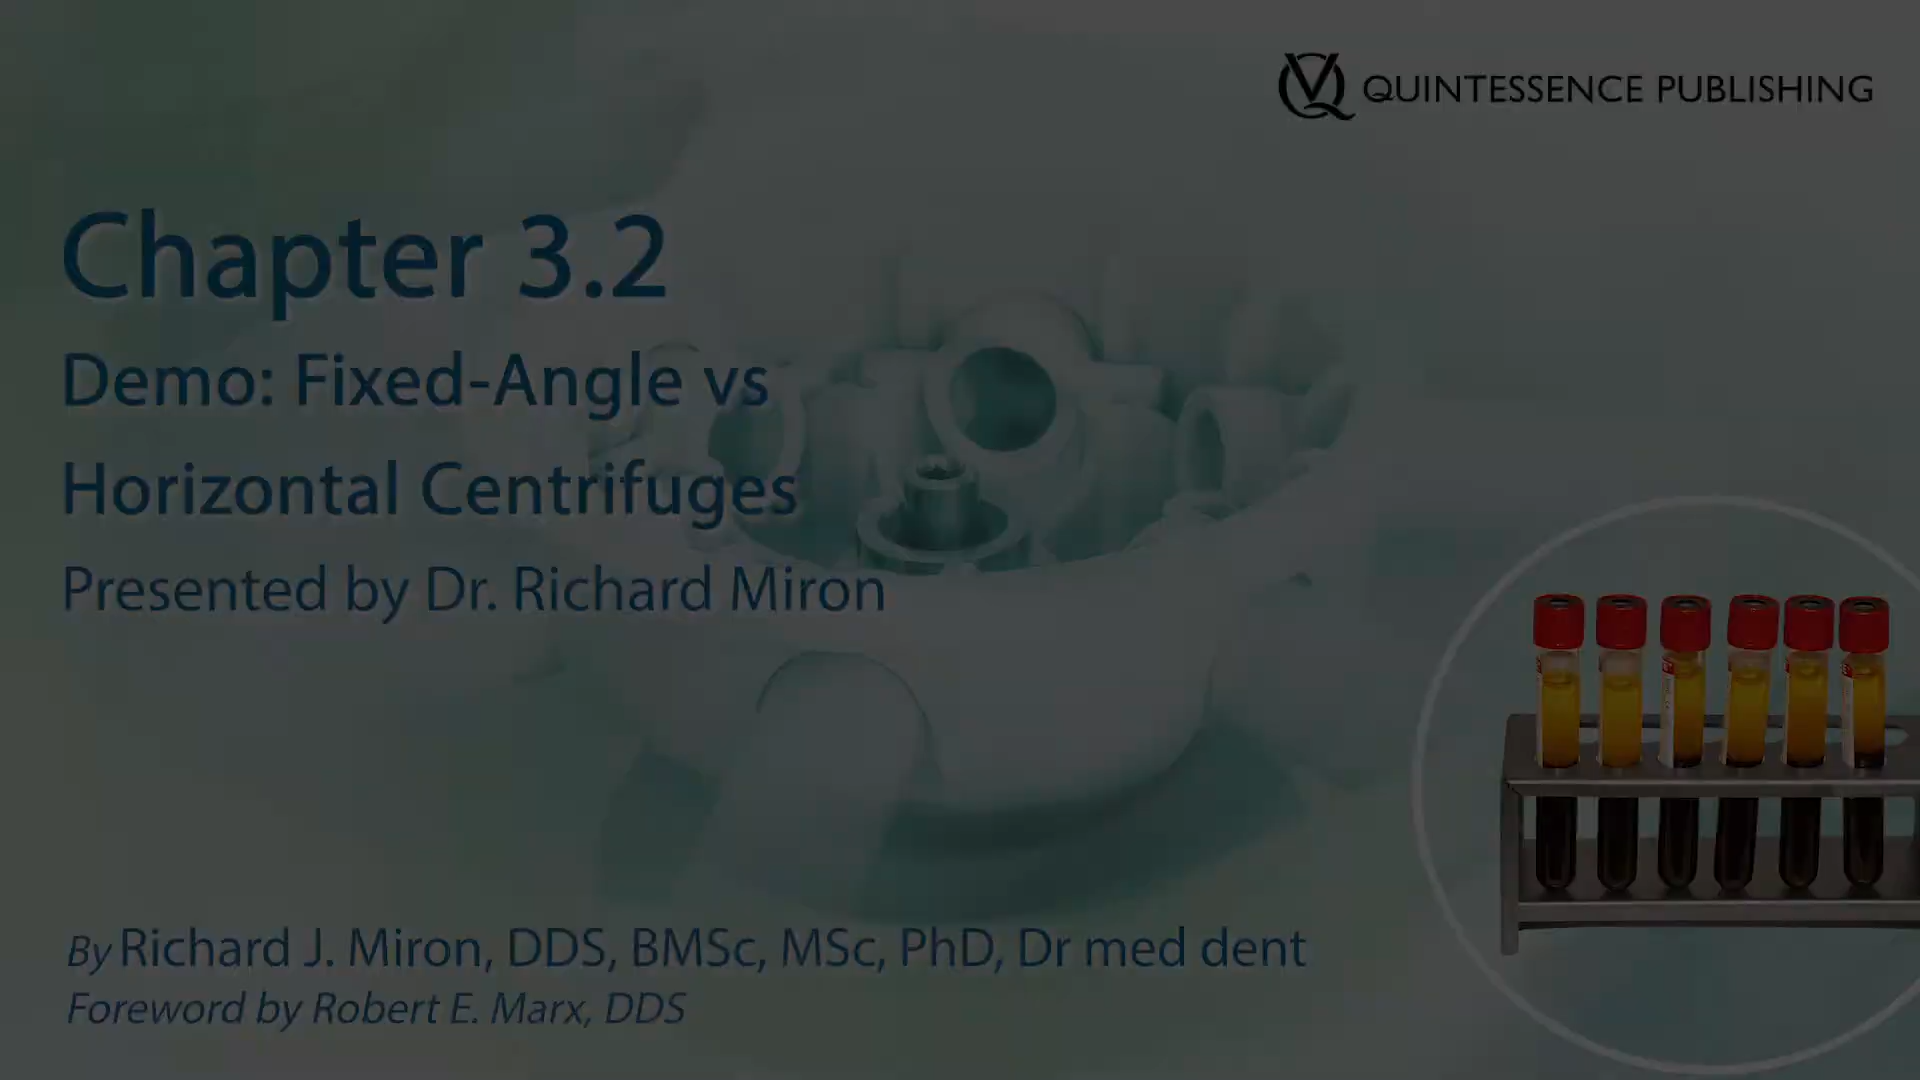 QUINTESSENCE PUBLISHING
Chapter 3.2
Demo: Fixed-Angle vs
Horizontal Centrifuges
Presented by Dr. Richard Miron
By Richard J. Miron, DDS, BMSc, MSc, PhD, Dr med dent
Foreword by Robert E. Marx, DDS